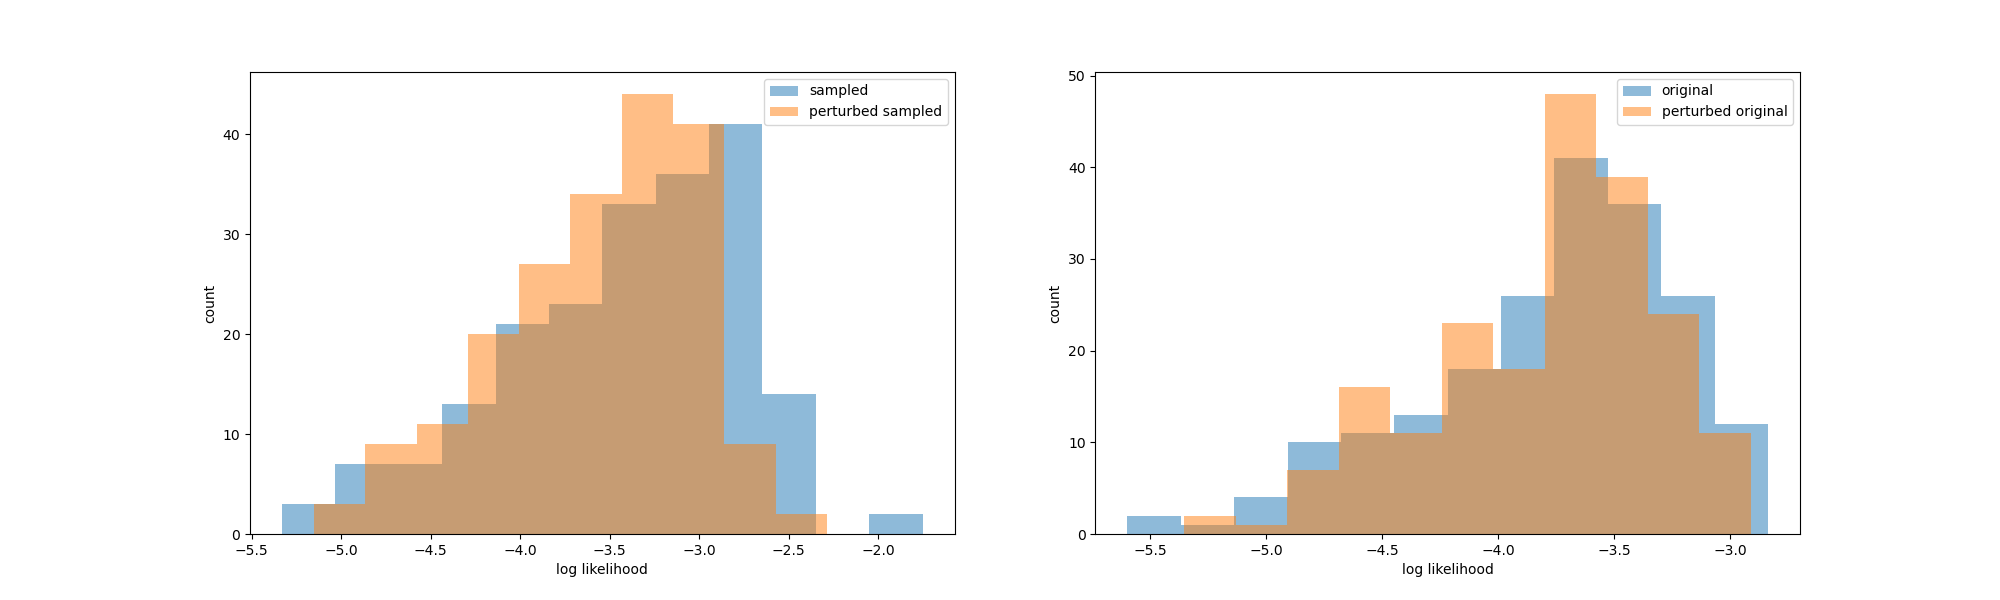 sampled
perturbed sampled
count
40
30
20
10
0
−5.5 −5.0 −4.5 −4.0 −3.5 −3.0 −2.5 −2.0
log likelihood
original
perturbed original
count
50
40
30
20
10
0
−5.5 −5.0 −4.5 −4.0 −3.5 −3.0
log likelihood